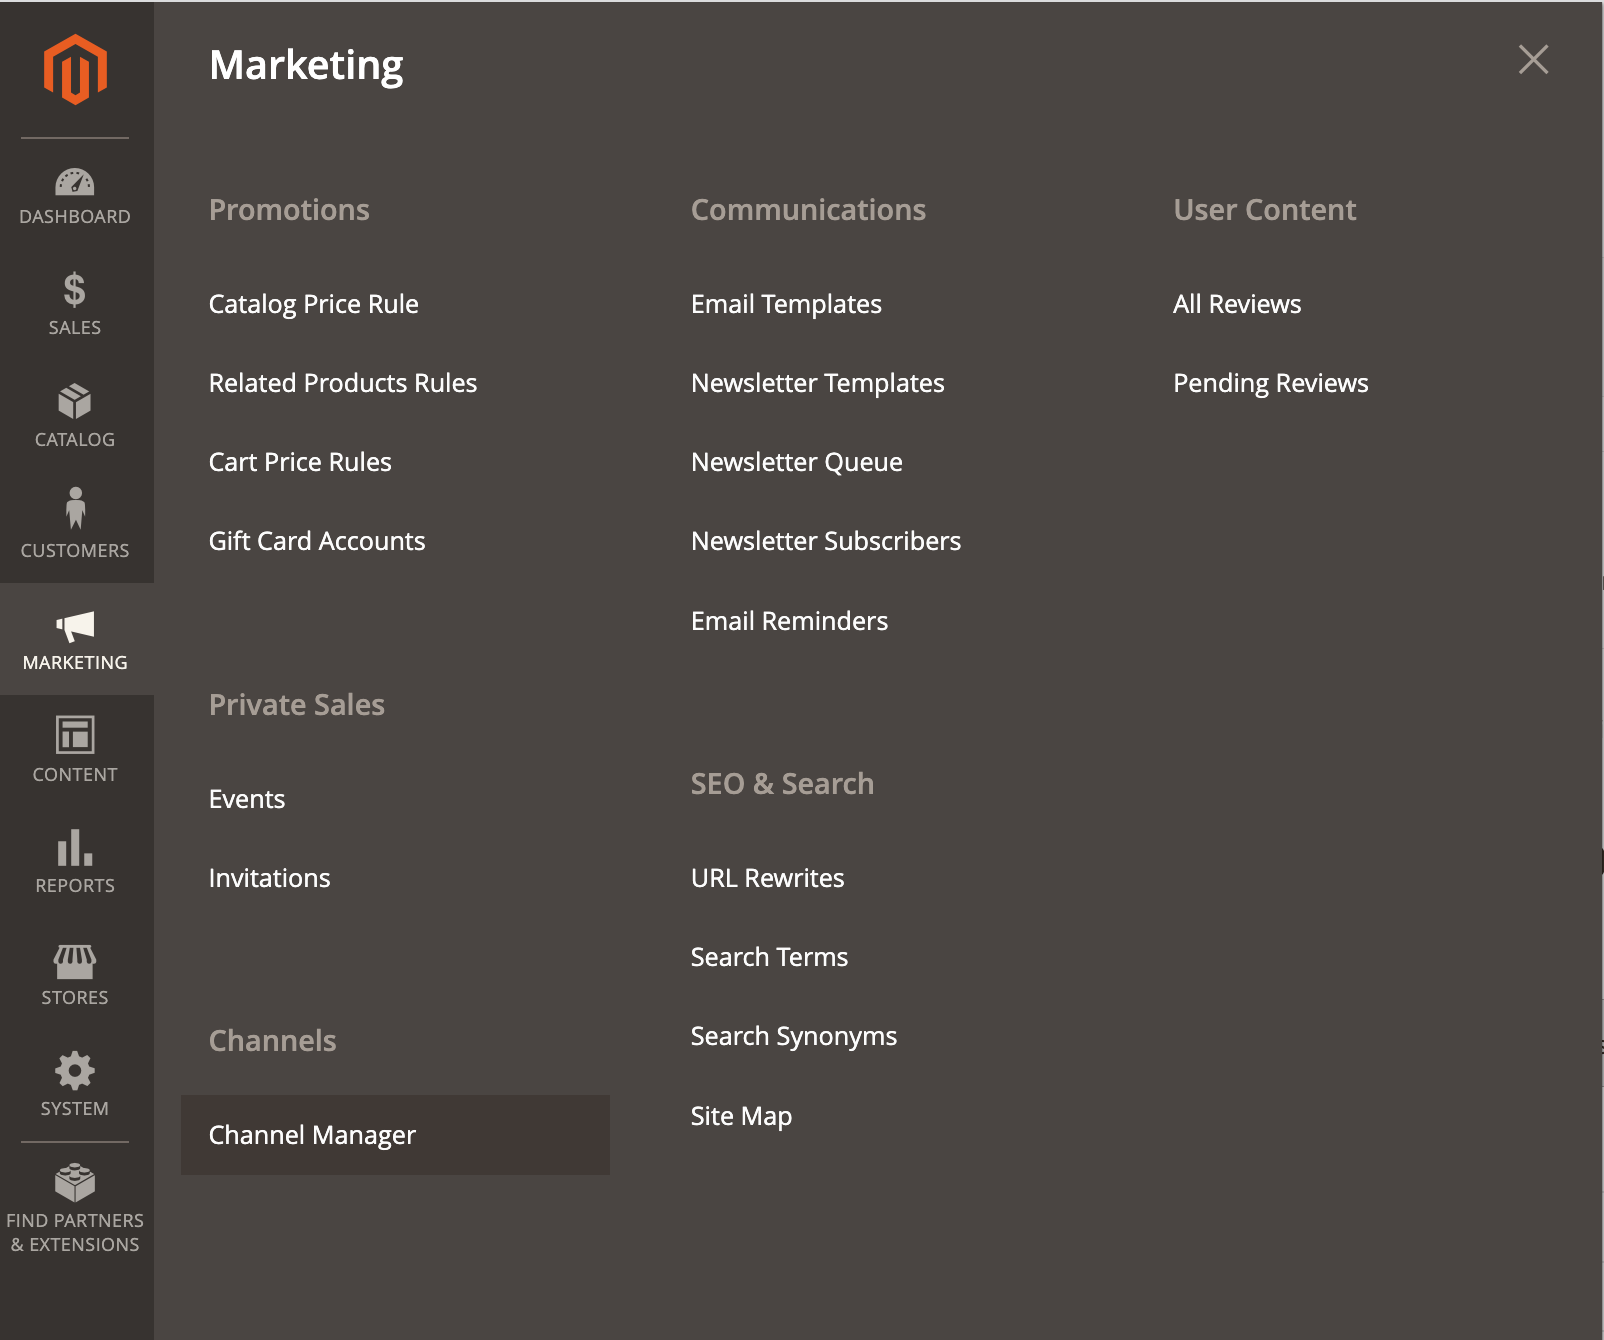 DASHBOARD
SALES
CATALOG
CUSTOMERS
MARKETING
CONTENT
REPORTS
STORES
SYSTEM
FIND PARTNERS
& EXTENSIONS
Marketing
Promotions
Catalog Price Rule
Related Products Rules
Cart Price Rules
Gift Card Accounts
Private Sales
Events
Invitations
Channels
Channel Manager
Communications
Email Templates
Newsletter Templates
Newsletter Queue
Newsletter Subscribers
Email Reminders
SEO & Search
URL Rewrites
Search Terms
Search Synonyms
Site Map
User Content
All Reviews
Pending Reviews